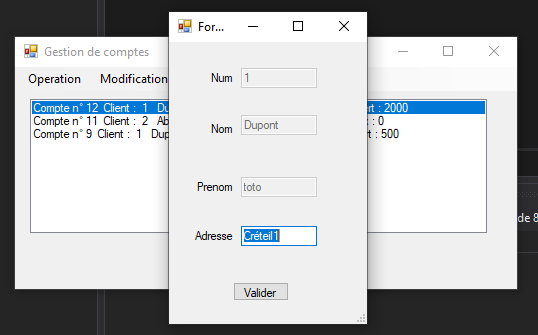 Gestion de comptes
For...
Operation Modification
Compte n° 12 Client : 1 Du
: 2000
Compte n° 11 Client : 2 Ab
: 0
Compte n° 9 Client : 1 Dup
: 500
Num 1
Nom Dupont
Prenom toto
Adresse Créteil1
Valider
de 8